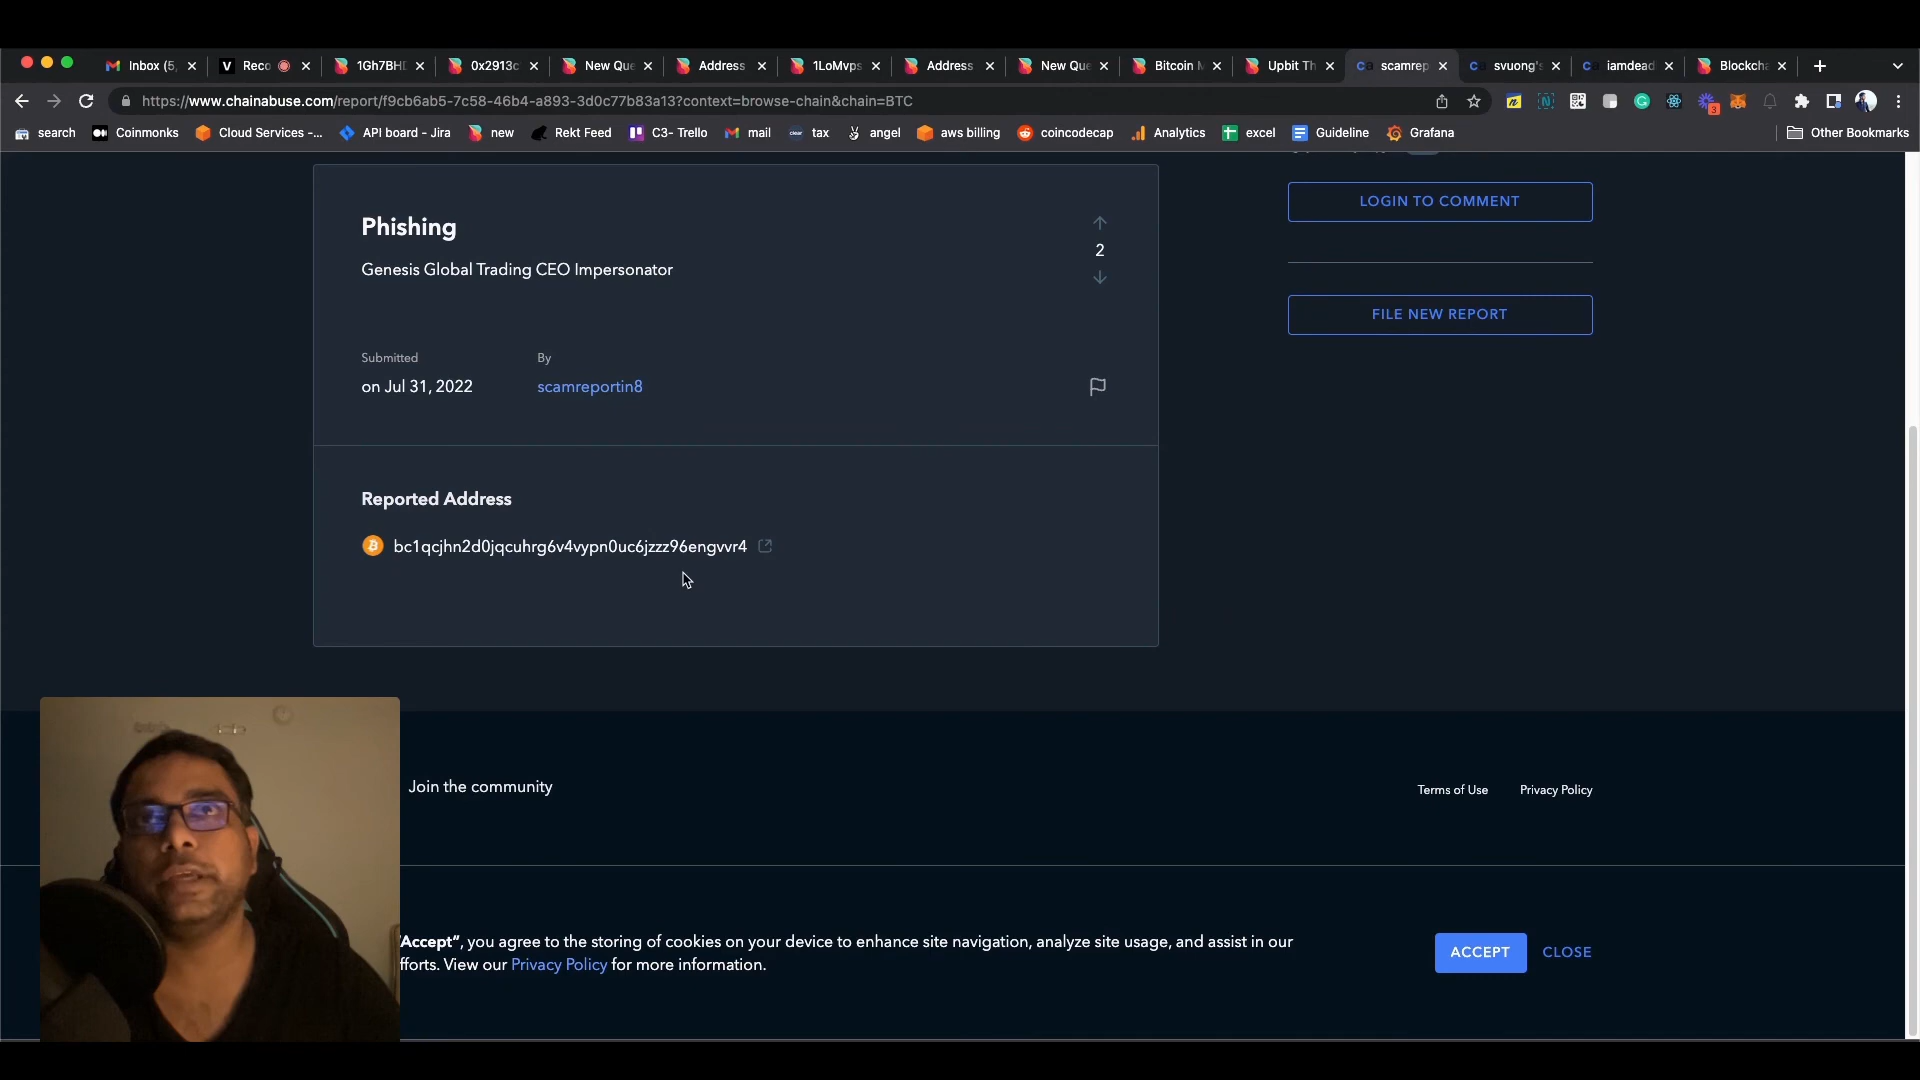 Inbox (5,
Reco
1Gh7BH
0x2913c
New Que
Address
1LoMvps
Address
New Que
Bitcoin M
Upbit Th
scamrep
svuong's
iamdead
Blockcha
https://www.chainabuse.com/report/f9cb6ab5-7c58-46b4-a893-3d0c77b83a13?context=browse-chain&chain=BTC
3
search
Coinmonks
Cloud Services -...
API board - Jira
new
Rekt Feed
C3- Trello
mail
tax
angel
aws billing
coincodecap
Analytics
excel
Guideline
Grafana
Other Bookmarks
LOGIN TO COMMENT
Phishing
2
Genesis Global Trading CEO Impersonator
FILE NEW REPORT
Submitted
By
on Jul 31, 2022
scamreportin8
Reported Address
bc1qcjhn2d0jqcuhrg6v4vypn0uc6jzzz96engvvr4
Join the community
Terms of Use
Privacy Policy
Accept", you agree to the storing of cookies on your device to enhance site navigation, analyze site usage, and assist in our
fforts. View our Privacy Policy for more information.
ACCEPT
CLOSE